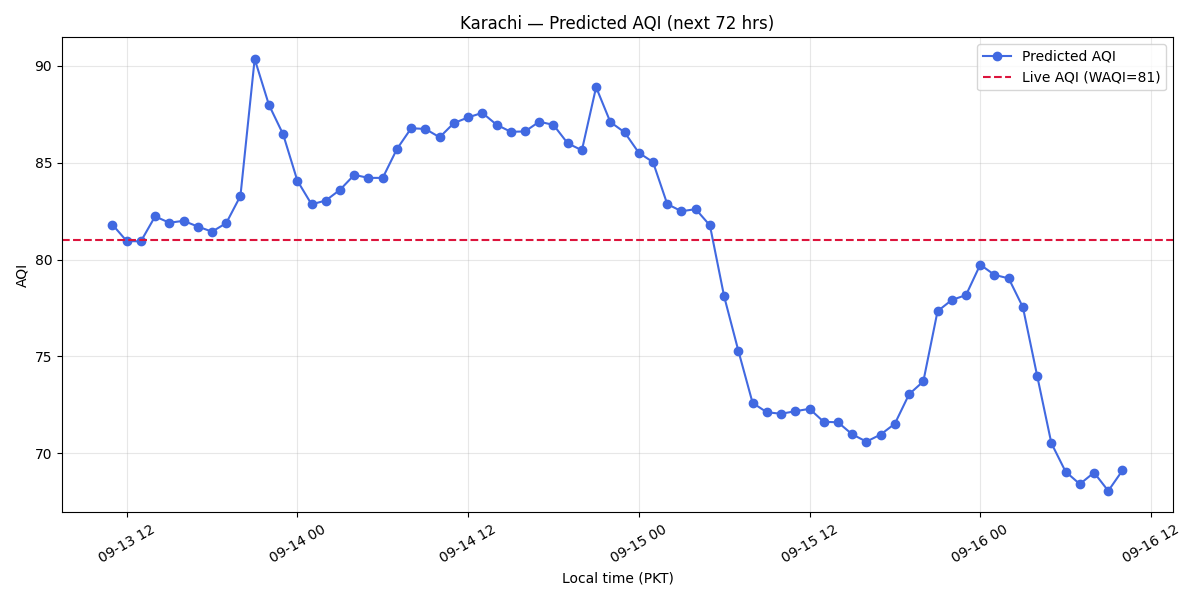 Karachi — Predicted AQI (next 72 hrs)
Predicted AQI
Live AQI (WAQI=81)
AQI
90
85
80
75
70
09-13 12
09-14 00
09-14 12
09-15 00
09-15 12
09-16 00
09-16 12
Local time (PKT)